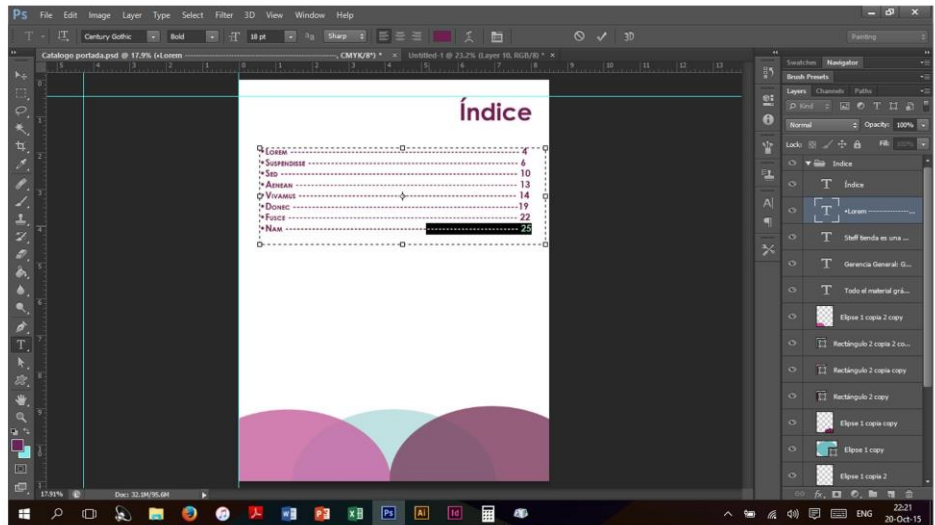 Ps File Edit Image Layer Type Select Filter 3D View Window Help
T Century Gothic Bold 18 pt aa Sharp 3D Painting
Catalogo portada.psd @ 17.9% (•Lorem ------------------------------, CMYK/8*) * × Untitled-1 @ 23.2% (Layer 10, RGB/8) * ×
Swatches Navigator
Brush Presets
Layers Channels Paths
Kind
Normal Opacity: 100%
Lock: Fill: 100%
Índice
•Lorem ------------------------------ 4
•Suspendisse ------------------------------ 6
•Sed ------------------------------ 10
•Aenean ------------------------------ 13
•Vivamus ------------------------------ 14
•Donec ------------------------------19
•Fusce ------------------------------ 22
•Nam ------------------------------ 25
Indice
Índice
•Lorem ---------------...
Steff tienda es una ...
Gerencia General: G...
Todo el material grá...
Elipse 1 copia 2 copy
Rectángulo 2 copia 2 co...
Rectángulo 2 copia copy
Rectángulo 2 copy
Elipse 1 copia copy
Elipse 1 copy
Elipse 1 copia 2
17.91% Doc: 32.1M/95.6M
Ps Ai Id
ENG
22:21
20-Oct-15